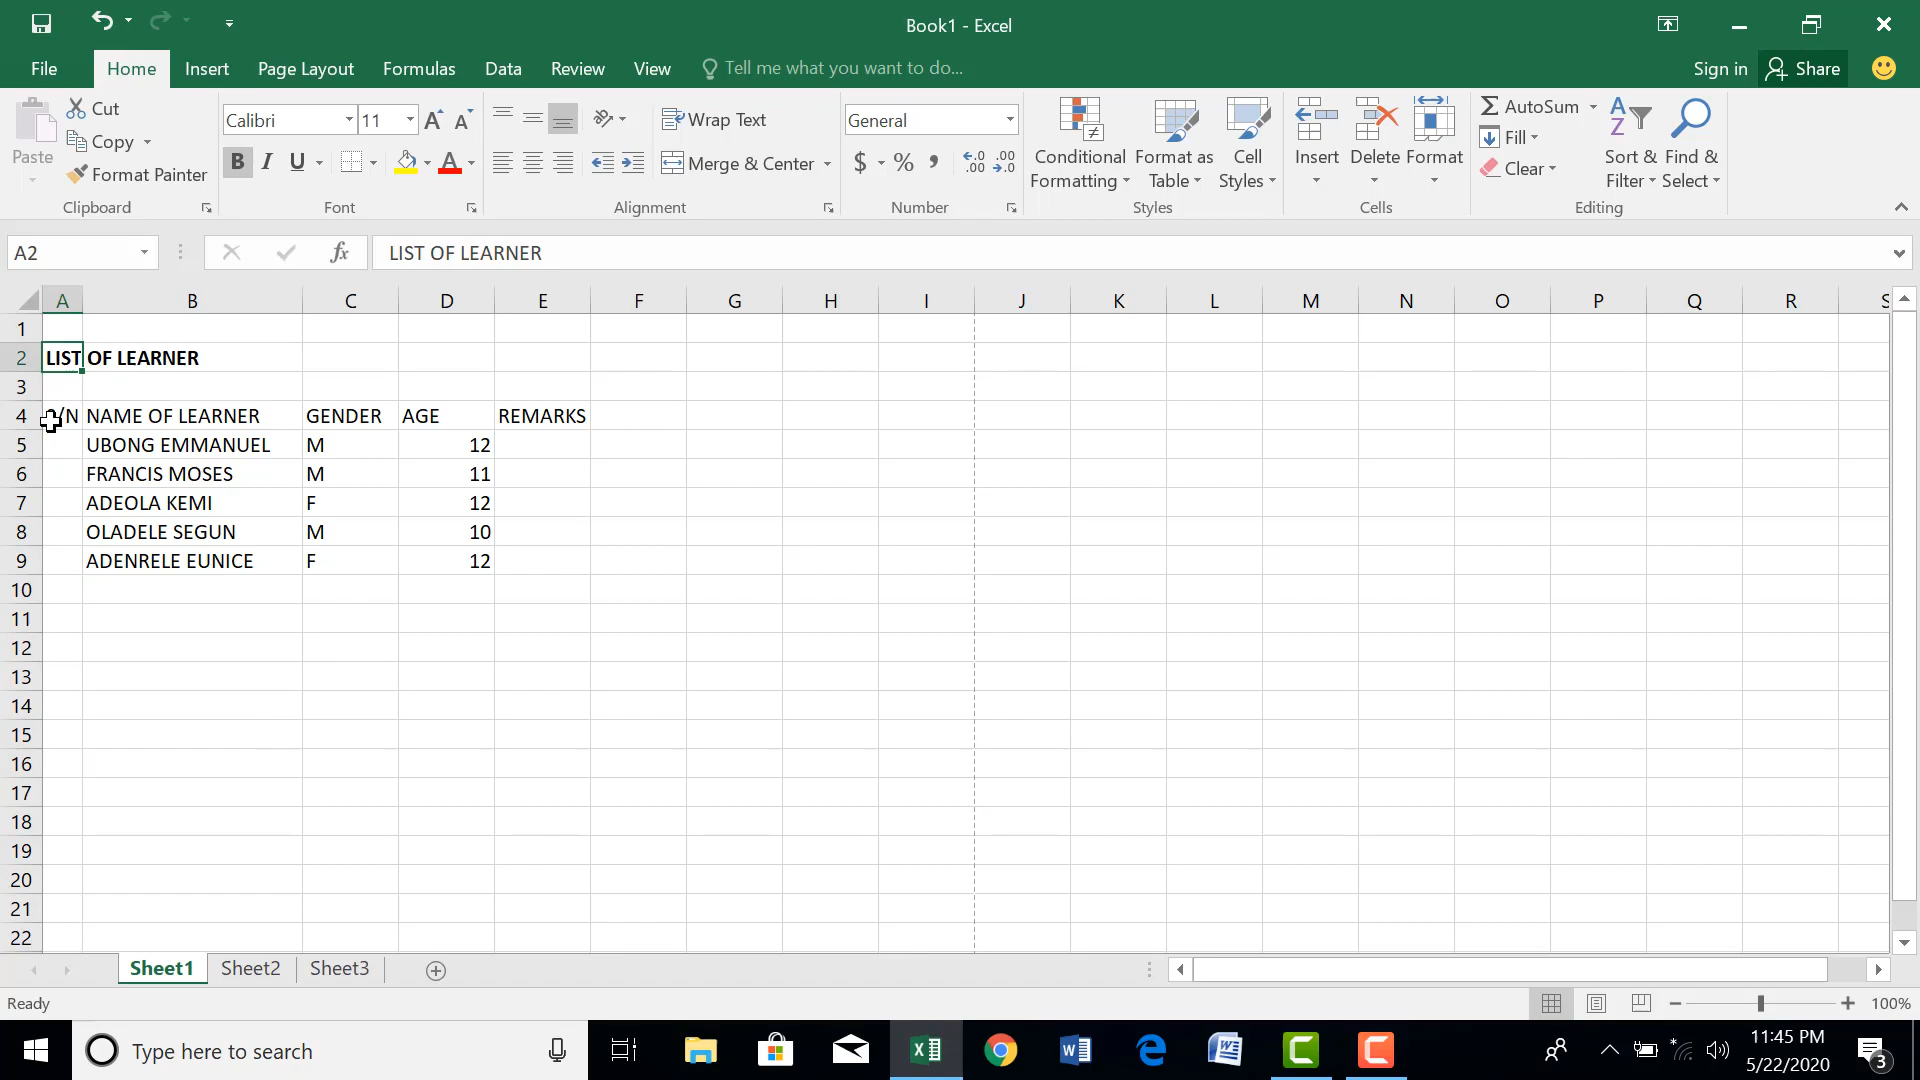 Book1 - Excel
File Home Insert Page Layout Formulas Data Review View Tell me what you want to do... Sign in Share
Paste Cut Copy Format Painter Clipboard
Calibri 11 B I U A Font
Wrap Text Merge & Center Alignment
General $ % Number
Conditional Formatting Format as Table Cell Styles Styles
Insert Delete Format Cells
AutoSum Fill Clear Sort & Filter Find & Select Editing
A2 fx LIST OF LEARNER
A B C D E F G H I J K L M N O P Q R S
1
2 LIST OF LEARNER
3
4 /N NAME OF LEARNER GENDER AGE REMARKS
5 UBONG EMMANUEL M 12
6 FRANCIS MOSES M 11
7 ADEOLA KEMI F 12
8 OLADELE SEGUN M 10
9 ADENRELE EUNICE F 12
10
11
12
13
14
15
16
17
18
19
20
21
22
Sheet1 Sheet2 Sheet3
Ready 100%
Type here to search 11:45 PM
5/22/2020 3